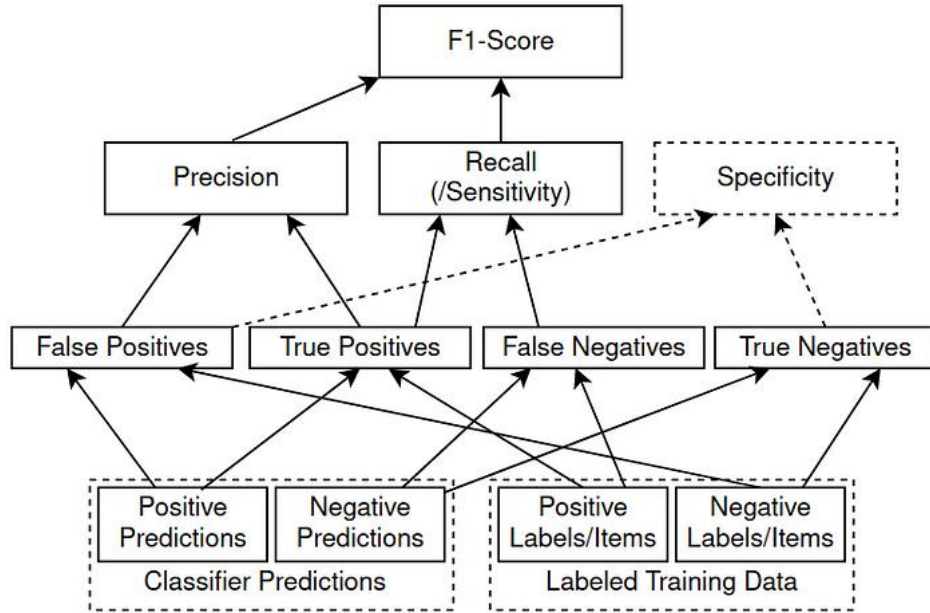 F1-Score
Precision
Recall
(/Sensitivity)
Specificity
False Positives
True Positives
False Negatives
True Negatives
Positive
Predictions
Negative
Predictions
Positive
Labels/Items
Negative
Labels/Items
Classifier Predictions
Labeled Training Data